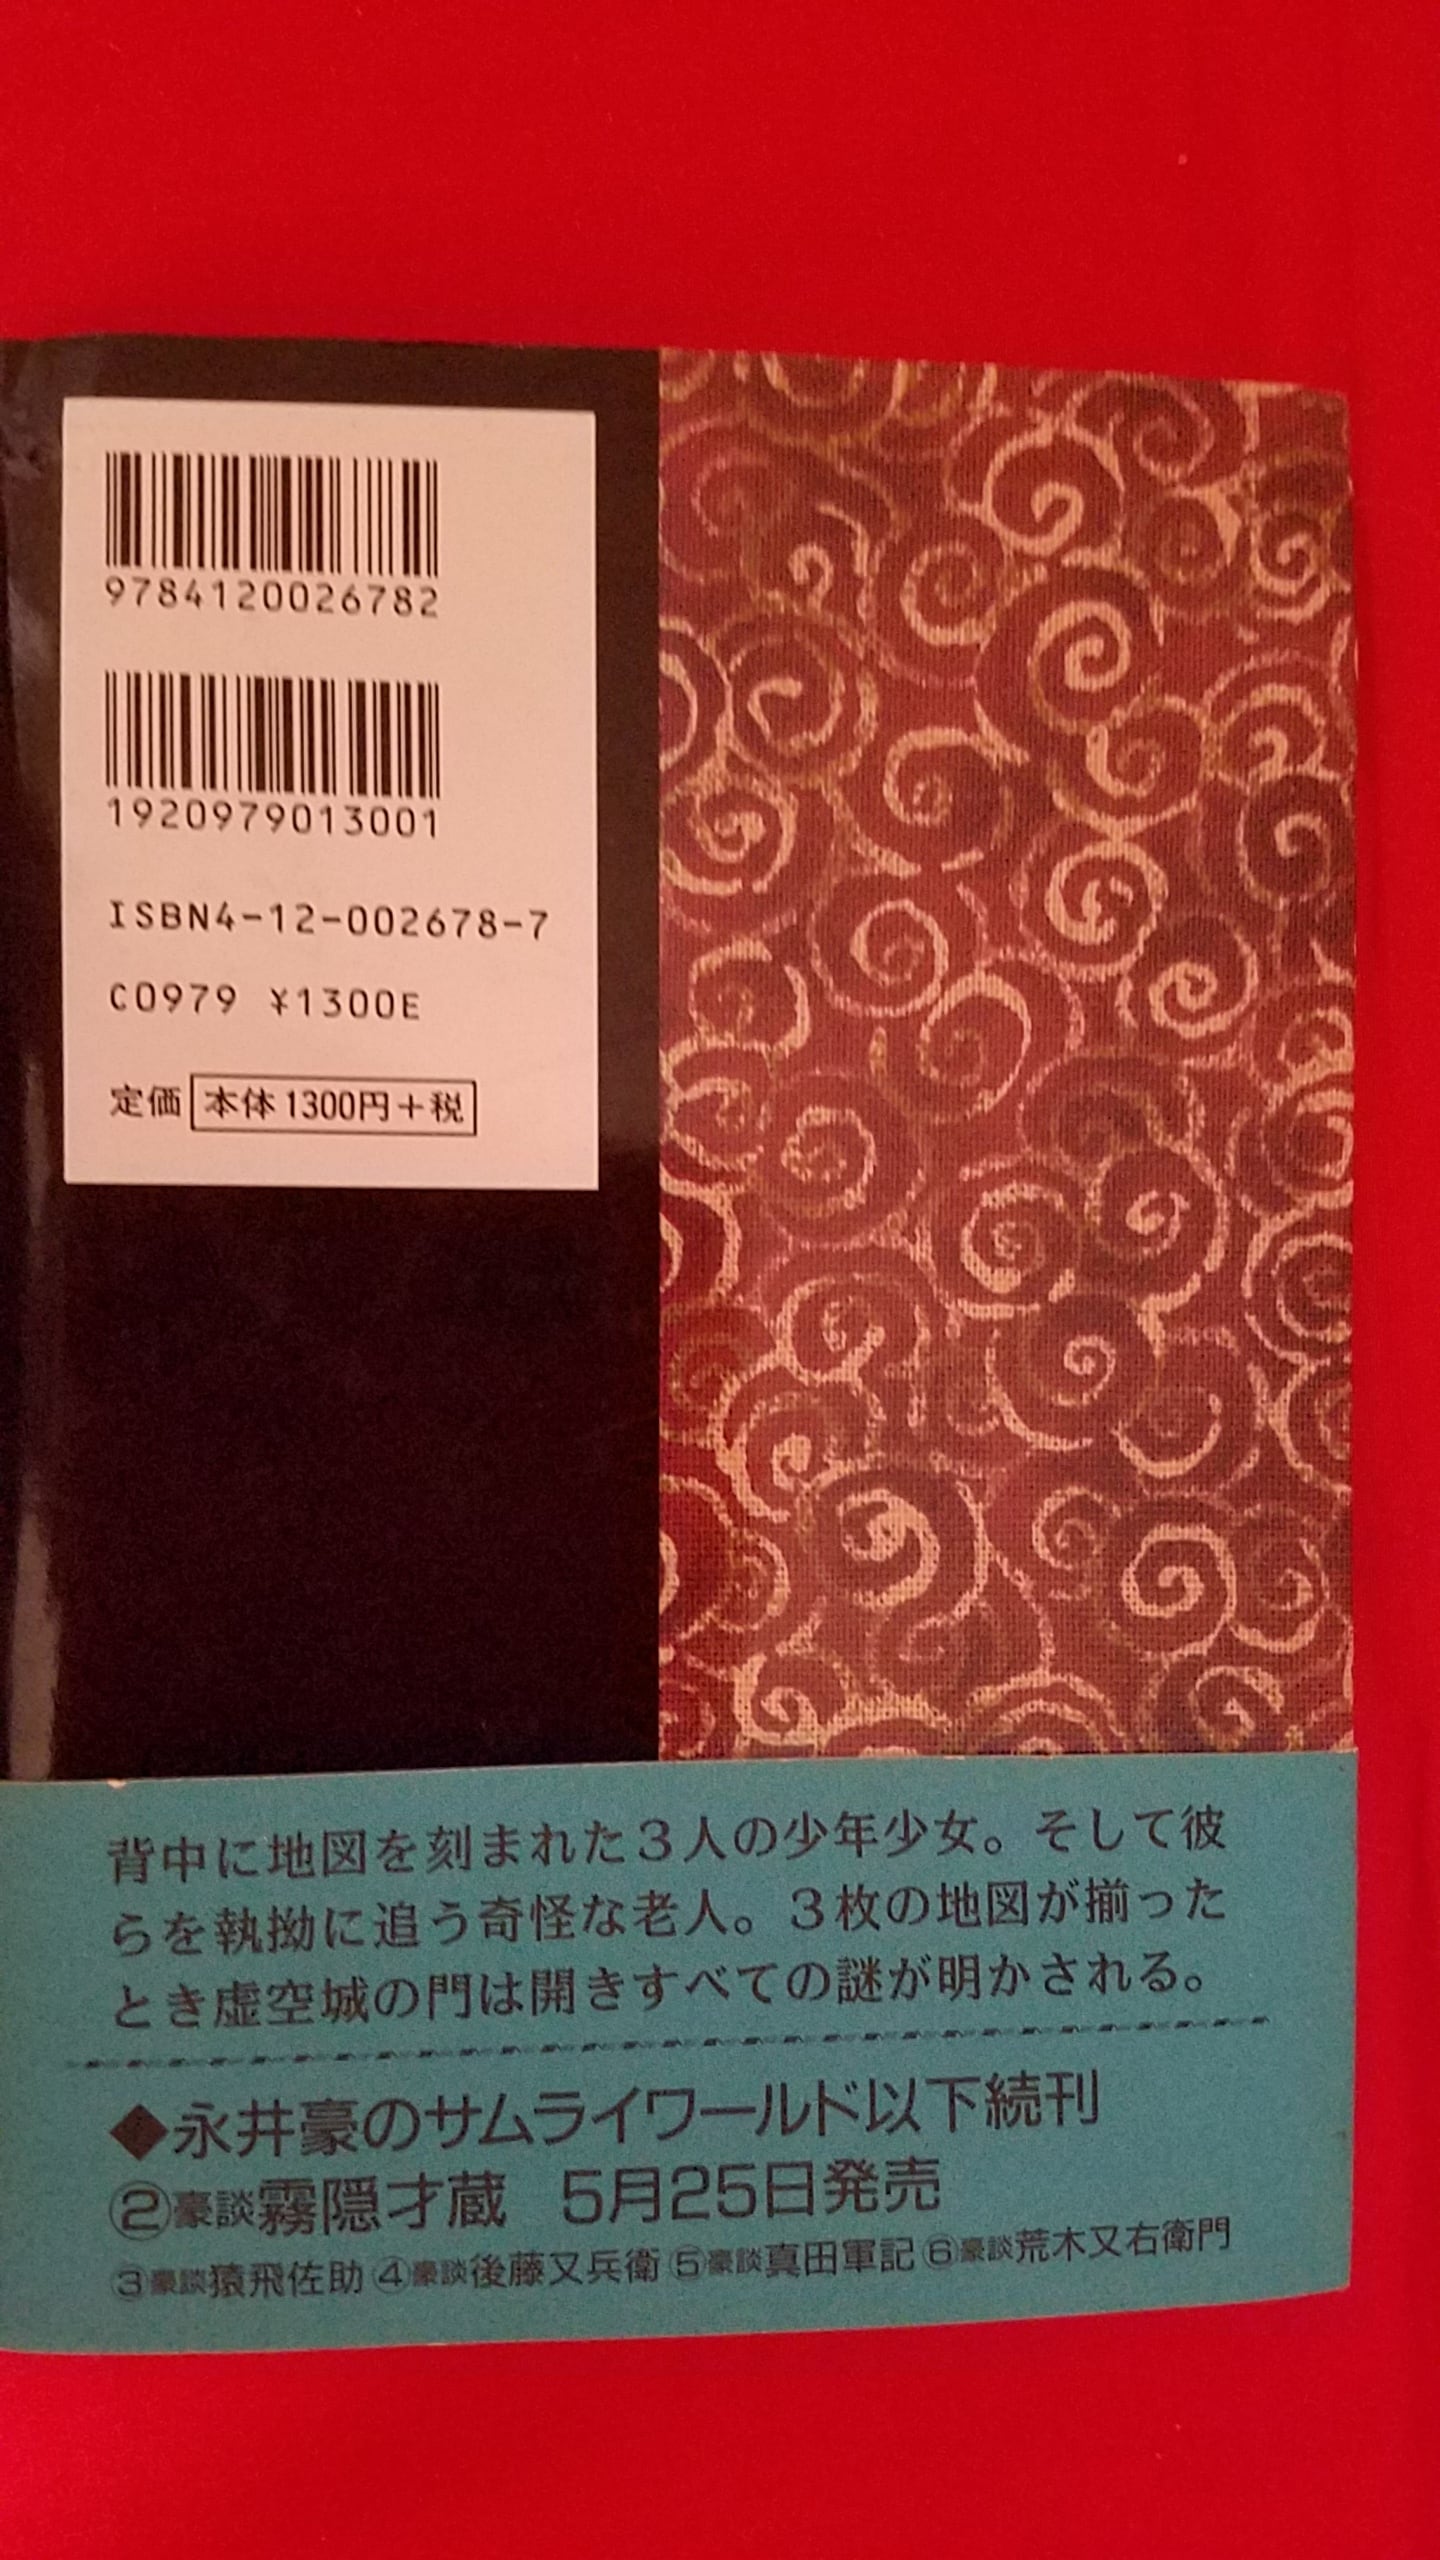 9784120026782
1920979013001
ISBN4-12-002678-7
C0979 ¥1300E
定価 本体1300円+税
背中に地図を刻まれた3人の少年少女。そして彼
らを執拗に追う奇怪な老人。3枚の地図が揃った
とき虚空城の門は開きすべての謎が明かされる。
◆永井豪のサムライワールド以下続刊
②豪談霧隠才蔵 5月25日発売
③豪談猿飛佐助 ④豪談後藤又兵衛 ⑤豪談真田軍記 ⑥豪談荒木又右衛門